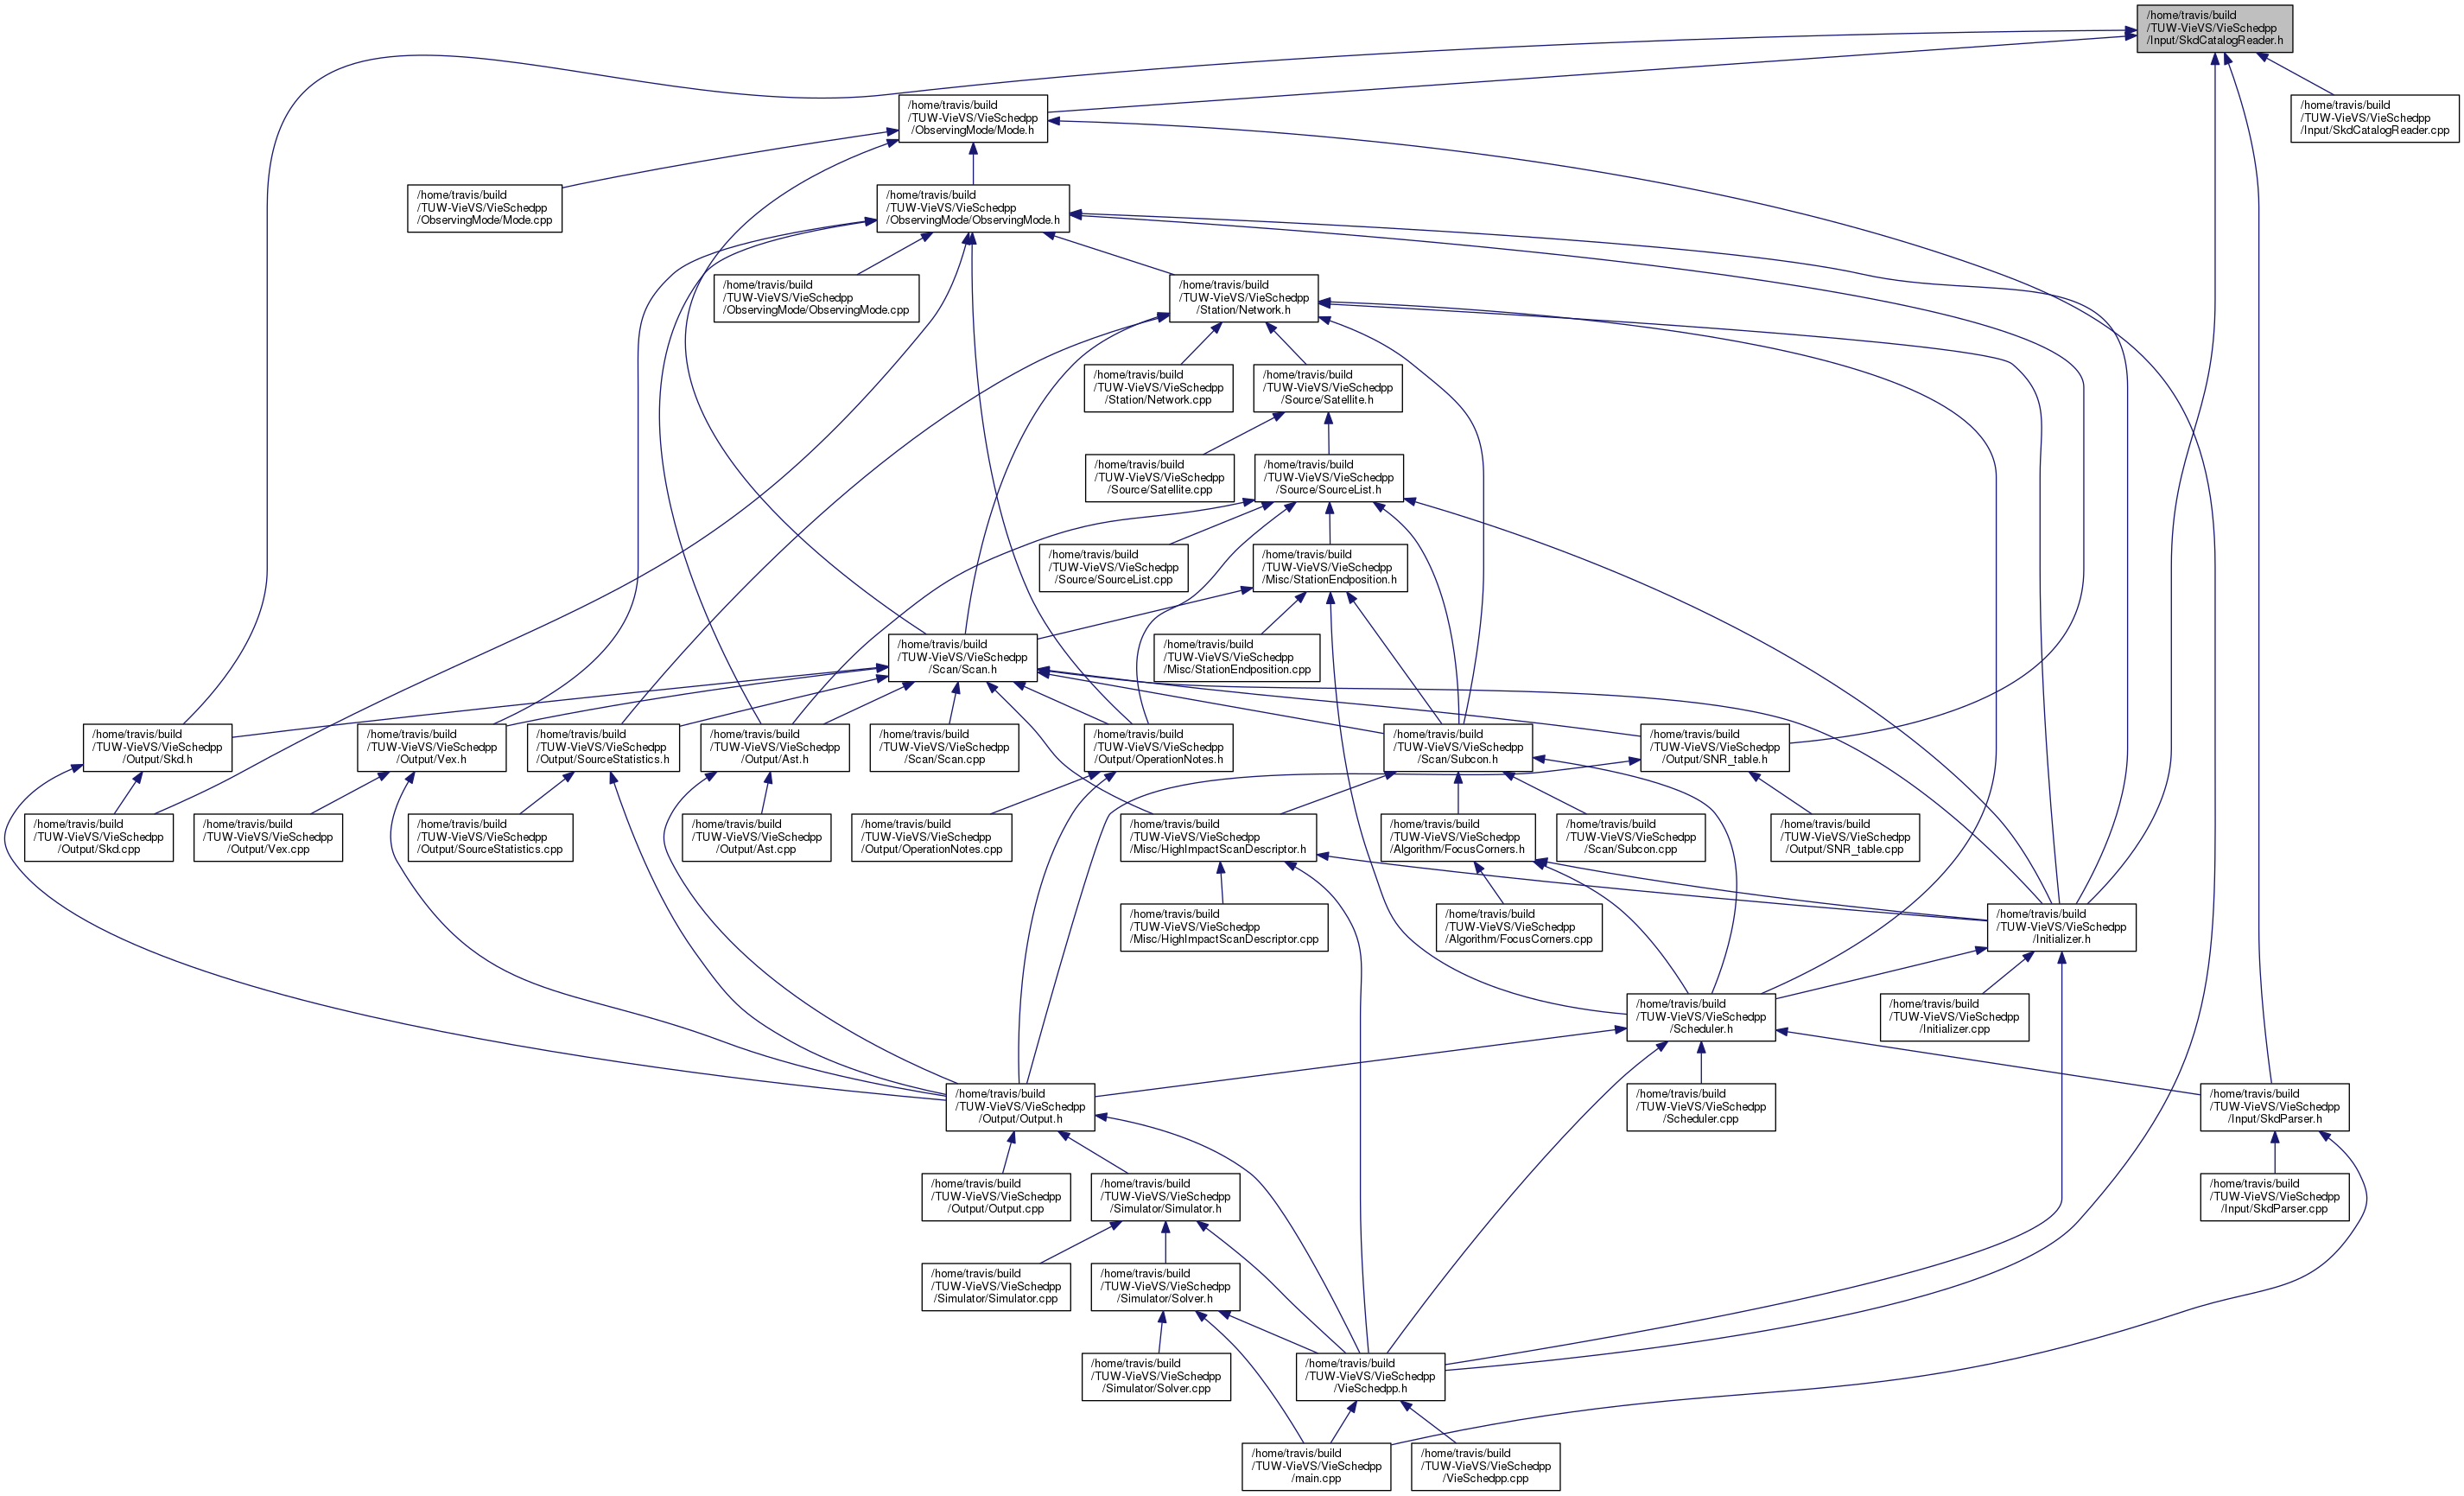 /home/travis/build
/TUW-VieVS/VieSchedpp
/Input/SkdCatalogReader.h
/home/travis/build
/TUW-VieVS/VieSchedpp
/ObservingMode/Mode.h
/home/travis/build
/TUW-VieVS/VieSchedpp
/Input/SkdCatalogReader.cpp
/home/travis/build
/TUW-VieVS/VieSchedpp
/ObservingMode/Mode.cpp
/home/travis/build
/TUW-VieVS/VieSchedpp
/ObservingMode/ObservingMode.h
/home/travis/build
/TUW-VieVS/VieSchedpp
/ObservingMode/ObservingMode.cpp
/home/travis/build
/TUW-VieVS/VieSchedpp
/Station/Network.h
/home/travis/build
/TUW-VieVS/VieSchedpp
/Station/Network.cpp
/home/travis/build
/TUW-VieVS/VieSchedpp
/Source/Satellite.h
/home/travis/build
/TUW-VieVS/VieSchedpp
/Source/Satellite.cpp
/home/travis/build
/TUW-VieVS/VieSchedpp
/Source/SourceList.h
/home/travis/build
/TUW-VieVS/VieSchedpp
/Source/SourceList.cpp
/home/travis/build
/TUW-VieVS/VieSchedpp
/Misc/StationEndposition.h
/home/travis/build
/TUW-VieVS/VieSchedpp
/Scan/Scan.h
/home/travis/build
/TUW-VieVS/VieSchedpp
/Misc/StationEndposition.cpp
/home/travis/build
/TUW-VieVS/VieSchedpp
/Output/Skd.h
/home/travis/build
/TUW-VieVS/VieSchedpp
/Output/Vex.h
/home/travis/build
/TUW-VieVS/VieSchedpp
/Output/SourceStatistics.h
/home/travis/build
/TUW-VieVS/VieSchedpp
/Output/Ast.h
/home/travis/build
/TUW-VieVS/VieSchedpp
/Scan/Scan.cpp
/home/travis/build
/TUW-VieVS/VieSchedpp
/Output/OperationNotes.h
/home/travis/build
/TUW-VieVS/VieSchedpp
/Scan/Subcon.h
/home/travis/build
/TUW-VieVS/VieSchedpp
/Output/SNR_table.h
/home/travis/build
/TUW-VieVS/VieSchedpp
/Output/Skd.cpp
/home/travis/build
/TUW-VieVS/VieSchedpp
/Output/Vex.cpp
/home/travis/build
/TUW-VieVS/VieSchedpp
/Output/SourceStatistics.cpp
/home/travis/build
/TUW-VieVS/VieSchedpp
/Output/Ast.cpp
/home/travis/build
/TUW-VieVS/VieSchedpp
/Output/OperationNotes.cpp
/home/travis/build
/TUW-VieVS/VieSchedpp
/Misc/HighImpactScanDescriptor.h
/home/travis/build
/TUW-VieVS/VieSchedpp
/Algorithm/FocusCorners.h
/home/travis/build
/TUW-VieVS/VieSchedpp
/Scan/Subcon.cpp
/home/travis/build
/TUW-VieVS/VieSchedpp
/Output/SNR_table.cpp
/home/travis/build
/TUW-VieVS/VieSchedpp
/Misc/HighImpactScanDescriptor.cpp
/home/travis/build
/TUW-VieVS/VieSchedpp
/Algorithm/FocusCorners.cpp
/home/travis/build
/TUW-VieVS/VieSchedpp
/Initializer.h
/home/travis/build
/TUW-VieVS/VieSchedpp
/Scheduler.h
/home/travis/build
/TUW-VieVS/VieSchedpp
/Initializer.cpp
/home/travis/build
/TUW-VieVS/VieSchedpp
/Output/Output.h
/home/travis/build
/TUW-VieVS/VieSchedpp
/Scheduler.cpp
/home/travis/build
/TUW-VieVS/VieSchedpp
/Input/SkdParser.h
/home/travis/build
/TUW-VieVS/VieSchedpp
/Output/Output.cpp
/home/travis/build
/TUW-VieVS/VieSchedpp
/Simulator/Simulator.h
/home/travis/build
/TUW-VieVS/VieSchedpp
/Input/SkdParser.cpp
/home/travis/build
/TUW-VieVS/VieSchedpp
/Simulator/Simulator.cpp
/home/travis/build
/TUW-VieVS/VieSchedpp
/Simulator/Solver.h
/home/travis/build
/TUW-VieVS/VieSchedpp
/Simulator/Solver.cpp
/home/travis/build
/TUW-VieVS/VieSchedpp
/VieSchedpp.h
/home/travis/build
/TUW-VieVS/VieSchedpp
/main.cpp
/home/travis/build
/TUW-VieVS/VieSchedpp
/VieSchedpp.cpp